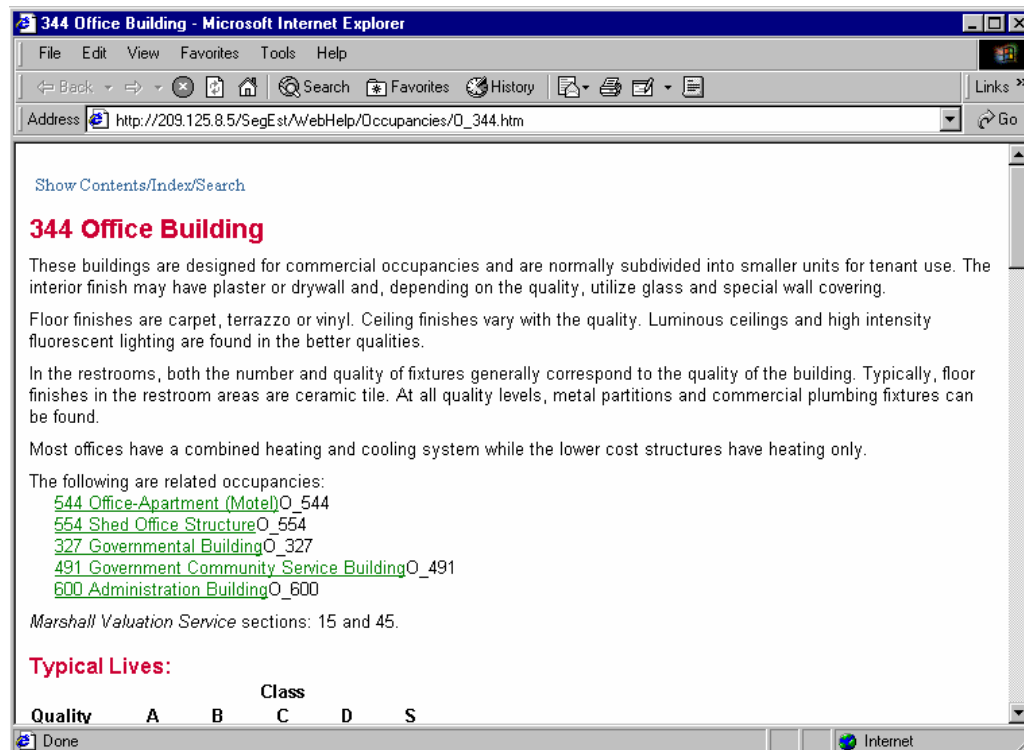 344 Office Building - Microsoft Internet Explorer
File Edit View Favorites Tools Help
Back Search Favorites History Links »
Address http://209.125.8.5/SegEst/WebHelp/Occupancies/O_344.htm Go
Show Contents/Index/Search
344 Office Building
These buildings are designed for commercial occupancies and are normally subdivided into smaller units for tenant use. The
interior finish may have plaster or drywall and, depending on the quality, utilize glass and special wall covering.
Floor finishes are carpet, terrazzo or vinyl. Ceiling finishes vary with the quality. Luminous ceilings and high intensity
fluorescent lighting are found in the better qualities.
In the restrooms, both the number and quality of fixtures generally correspond to the quality of the building. Typically, floor
finishes in the restroom areas are ceramic tile. At all quality levels, metal partitions and commercial plumbing fixtures can
be found.
Most offices have a combined heating and cooling system while the lower cost structures have heating only.
The following are related occupancies:
544 Office-Apartment (Motel)O_544
554 Shed Office StructureO_554
327 Governmental BuildingO_327
491 Government Community Service BuildingO_491
600 Administration BuildingO_600
Marshall Valuation Service sections: 15 and 45.
Typical Lives:
Class
Quality A B C D S
Done Internet